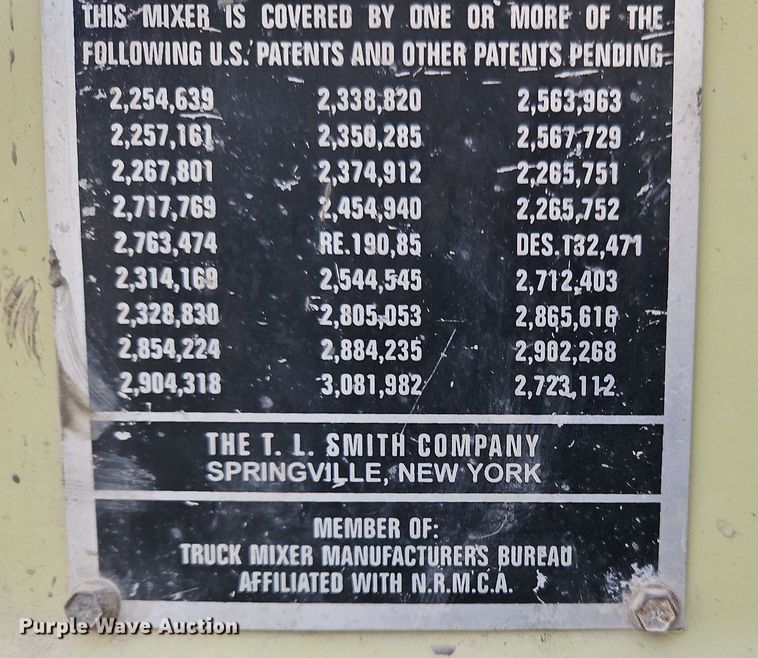 THIS MIXER IS COVERED BY ONE OR MORE OF THE
FOLLOWING U.S. PATENTS AND OTHER PATENTS PENDING
2,254,639 2,338,820 2,563,963
2,257,161 2,350,285 2,567,729
2,267,801 2,374,912 2,265,751
2,717,769 2,454,940 2,265,752
2,763,474 RE.190,85 DES.132,471
2,314,169 2,544,545 2,712,403
2,328,830 2,805,053 2,865,616
2,854,224 2,884,235 2,902,268
2,904,318 3,081,982 2,723,112
THE T. L. SMITH COMPANY
SPRINGVILLE, NEW YORK
MEMBER OF:
TRUCK MIXER MANUFACTURERS BUREAU
AFFILIATED WITH N.R.M.C.A.
Purple Wave Auction